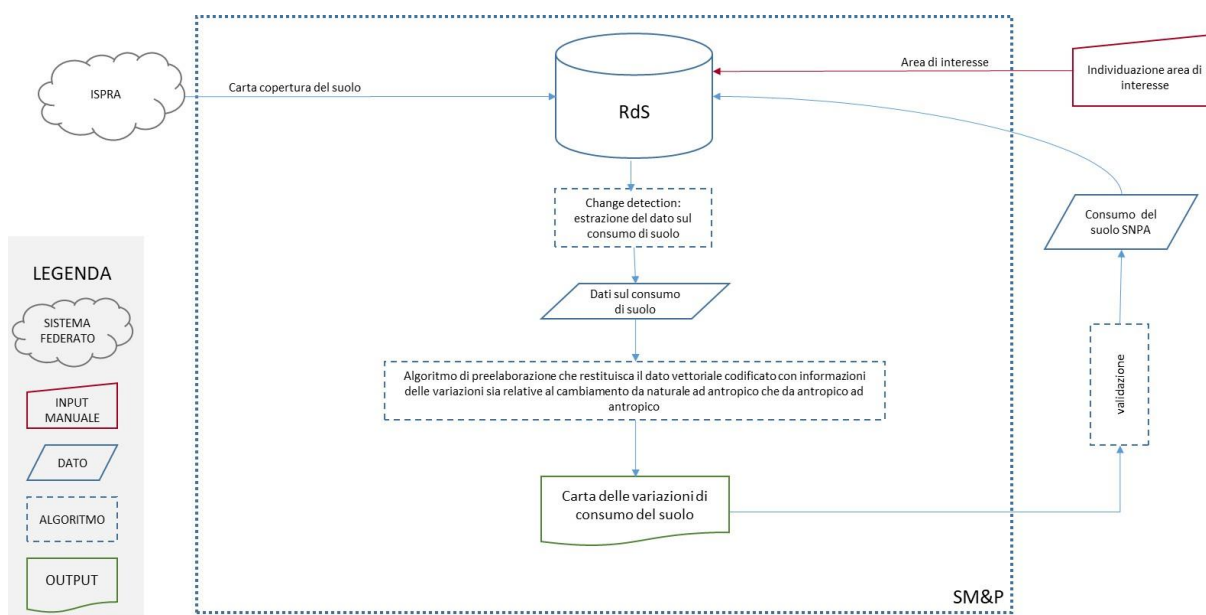 ISPRA
Carta copertura del suolo
RdS
Area di interesse
Individuazione area di
interesse
Change detection:
estrazione del dato sul
consumo di suolo
Consumo del
suolo SNPA
Dati sul consumo
di suolo
Algoritmo di preelaborazione che restituisca il dato vettoriale codificato con informazioni
delle variazioni sia relative al cambiamento da naturale ad antropico che da antropico ad
antropico
validazione
Carta delle variazioni di
consumo del suolo
SM&P
LEGENDA
SISTEMA
FEDERATO
INPUT
MANUALE
DATO
ALGORITMO
OUTPUT